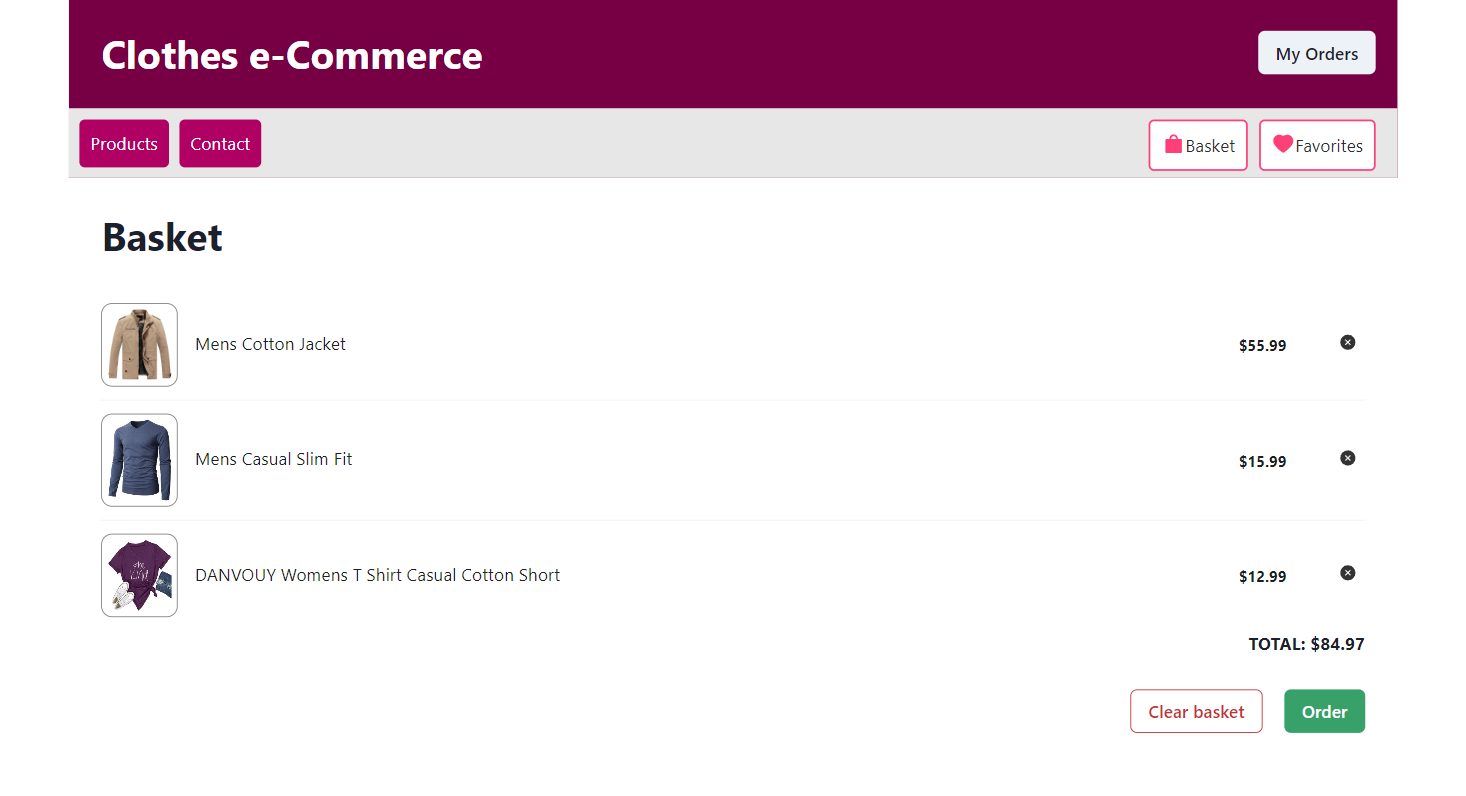 Clothes e-Commerce
My Orders
Products
Contact
Basket
Favorites
Basket
Mens Cotton Jacket
$55.99
Mens Casual Slim Fit
$15.99
DANVOUY Womens T Shirt Casual Cotton Short
$12.99
TOTAL: $84.97
Clear basket
Order